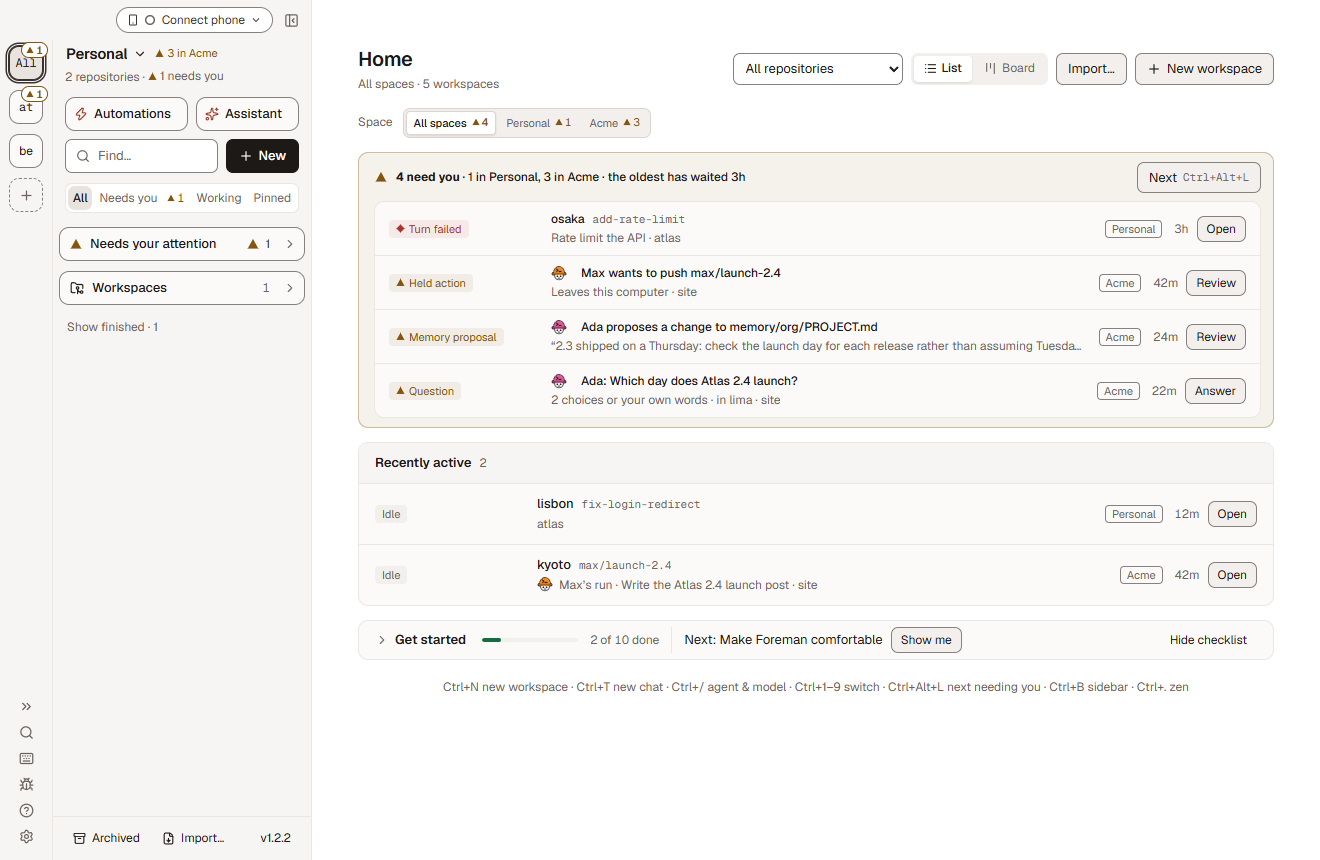 Connect phone
1
All
1
at
be
Personal 3 in Acme
2 repositories · 1 needs you
Automations Assistant
Find... New
All Needs you 1 Working Pinned
Needs your attention 1
Workspaces 1
Show finished · 1
Archived Import... v1.2.2
Home
All spaces · 5 workspaces
All repositories List Board Import... New workspace
Space All spaces 4 Personal 1 Acme 3
4 need you · 1 in Personal, 3 in Acme · the oldest has waited 3h Next Ctrl+Alt+L
Turn failed osaka add-rate-limit Personal 3h Open
Rate limit the API · atlas
Held action Max wants to push max/launch-2.4 Acme 42m Review
Leaves this computer · site
Memory proposal Ada proposes a change to memory/org/PROJECT.md Acme 24m Review
“2.3 shipped on a Thursday: check the launch day for each release rather than assuming Tuesda...
Question Ada: Which day does Atlas 2.4 launch? Acme 22m Answer
2 choices or your own words · in lima · site
Recently active 2
Idle lisbon fix-login-redirect Personal 12m Open
atlas
Idle kyoto max/launch-2.4 Acme 42m Open
Max's run · Write the Atlas 2.4 launch post · site
Get started 2 of 10 done Next: Make Foreman comfortable Show me Hide checklist
Ctrl+N new workspace · Ctrl+T new chat · Ctrl+/ agent & model · Ctrl+1–9 switch · Ctrl+Alt+L next needing you · Ctrl+B sidebar · Ctrl+. zen